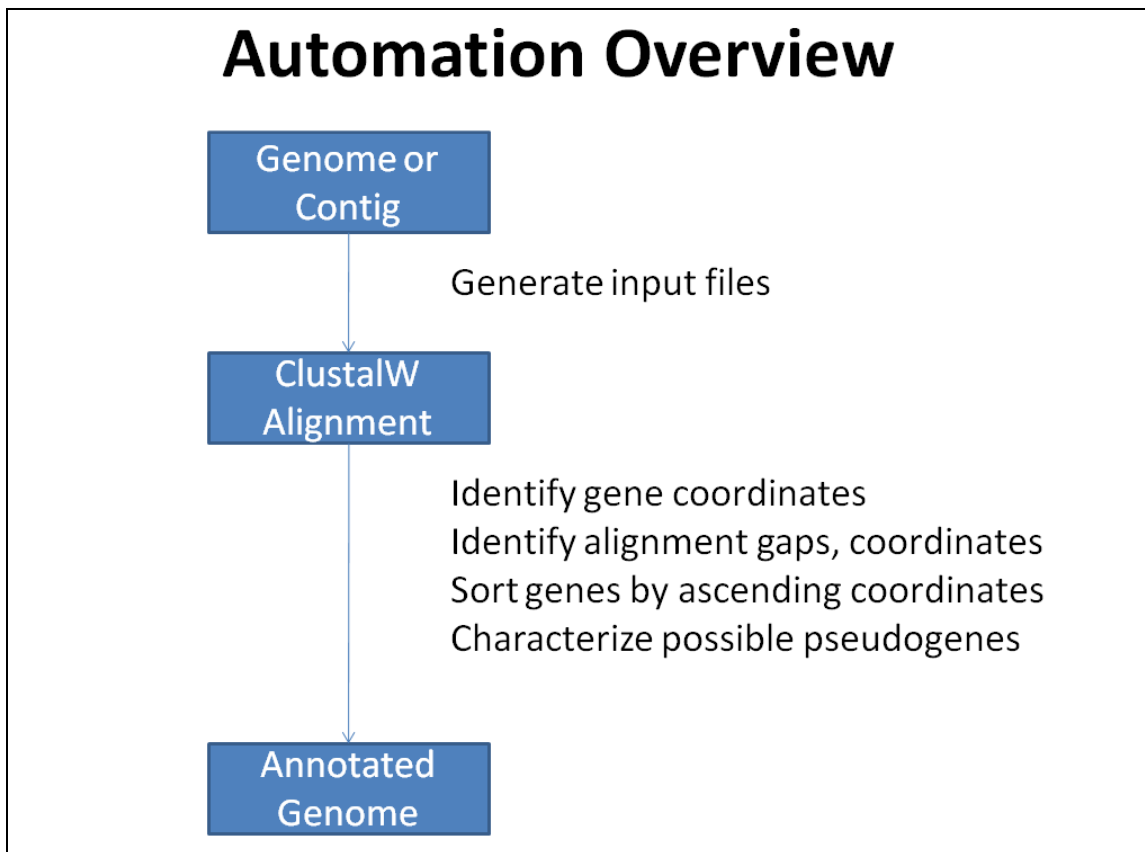 Automation Overview
Genome or
Contig
Generate input files
ClustalW
Alignment
Identify gene coordinates
Identify alignment gaps, coordinates
Sort genes by ascending coordinates
Characterize possible pseudogenes
Annotated
Genome